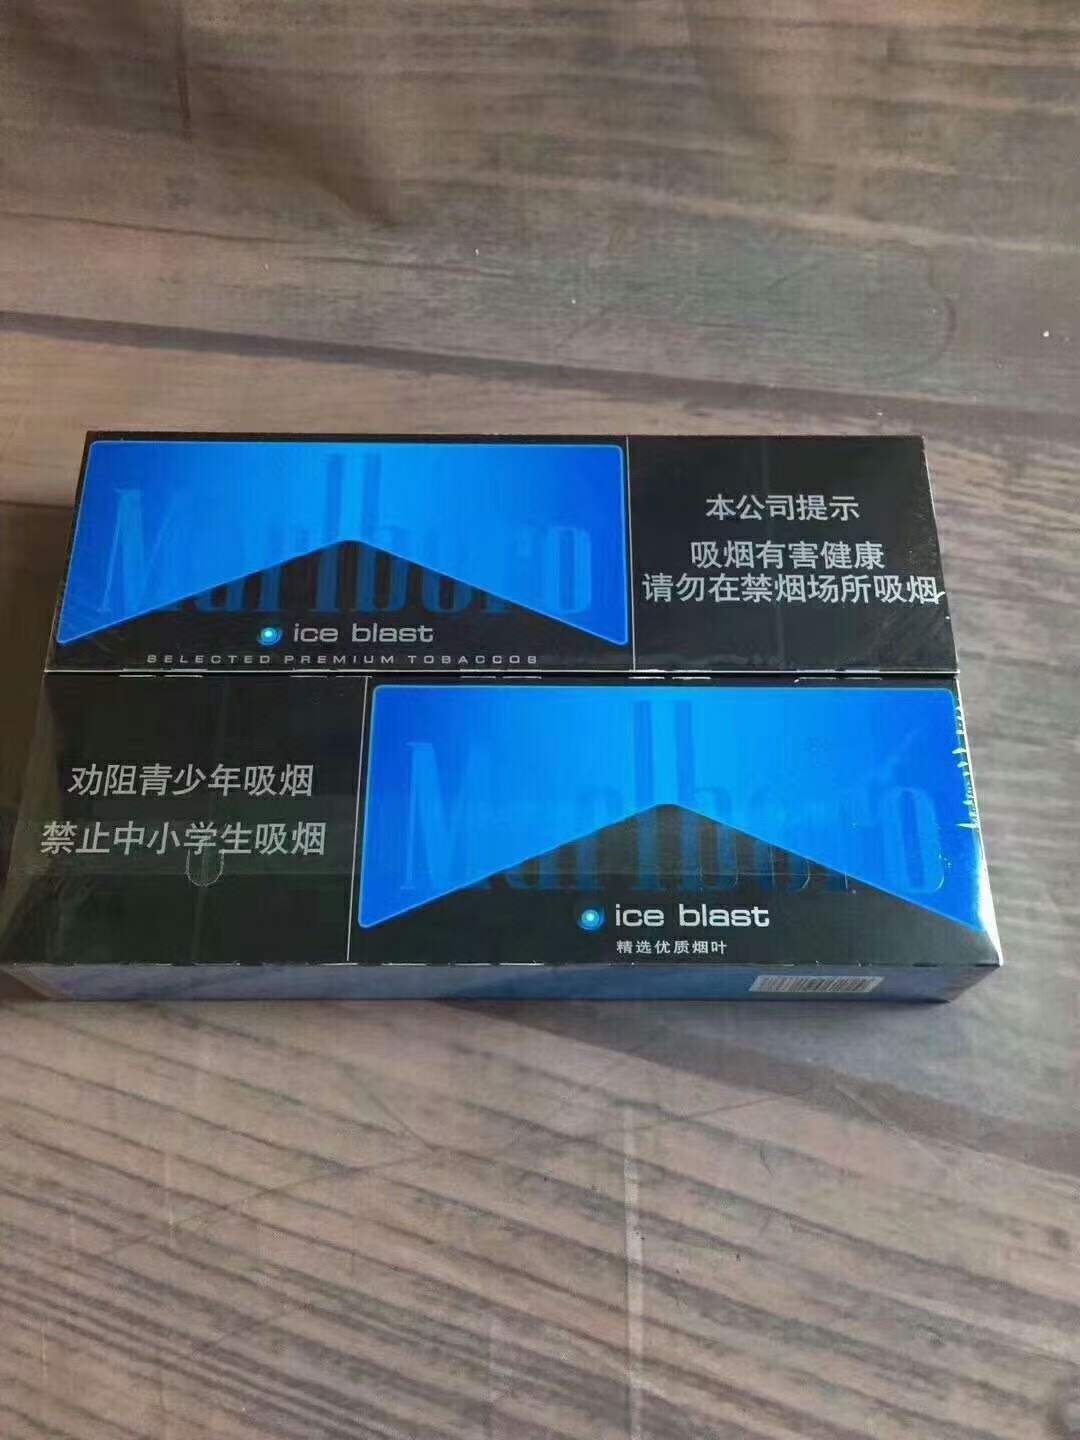 Marlboro
ice blast
SELECTED PREMIUM TOBACCOS
本公司提示
吸烟有害健康
请勿在禁烟场所吸烟
劝阻青少年吸烟
禁止中小学生吸烟
Marlboro
ice blast
精选优质烟叶